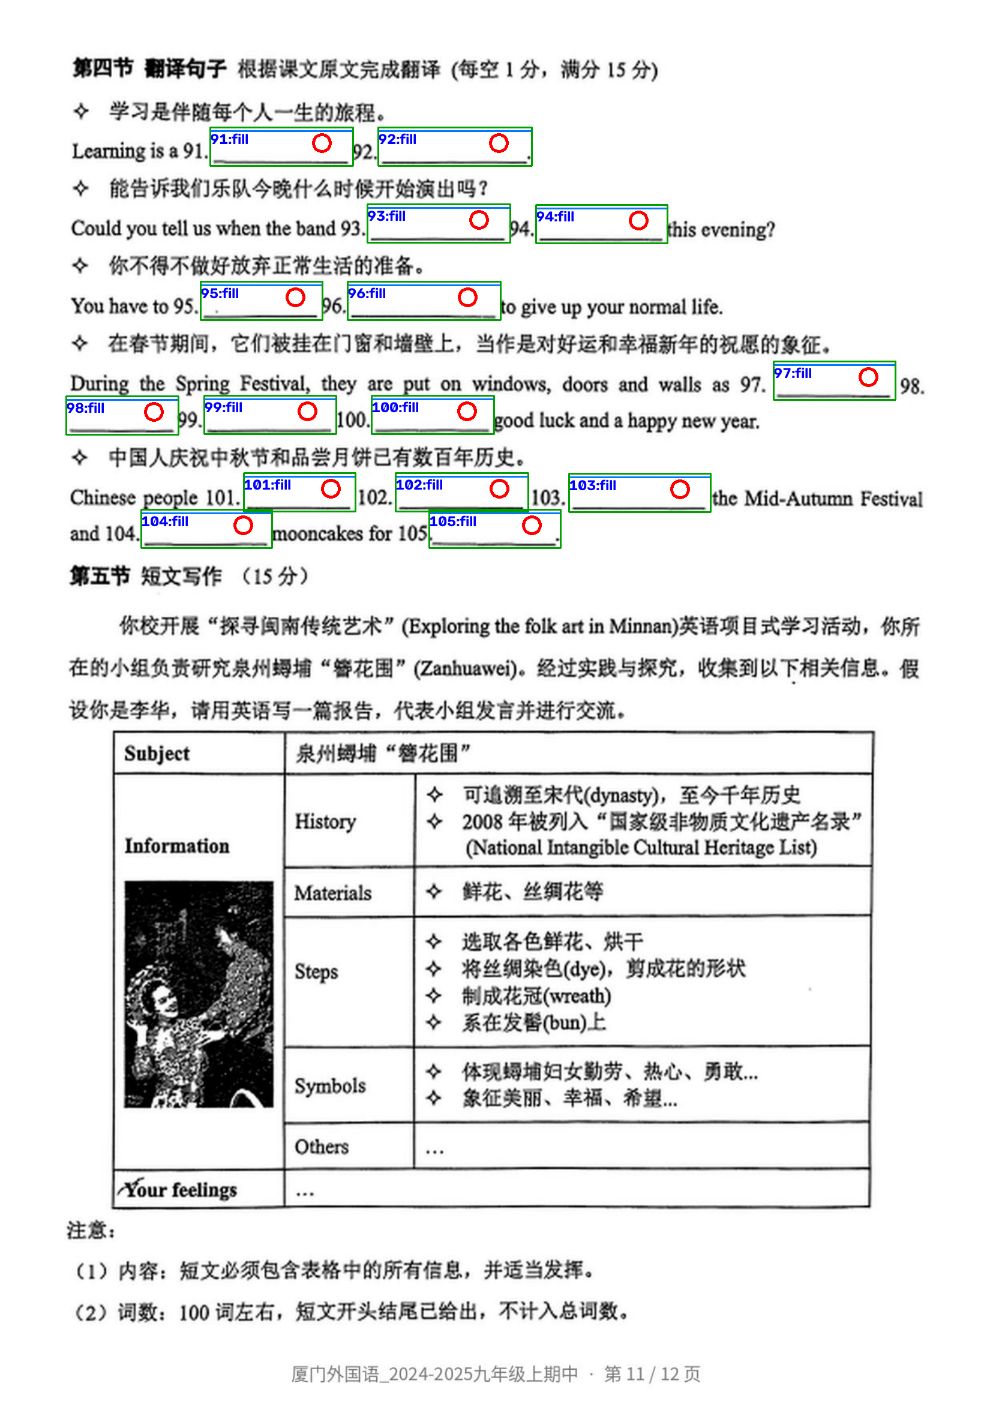 第四节 翻译句子 根据课文原文完成翻译 (每空 1 分，满分 15 分)
✧ 学习是伴随每个人一生的旅程。
Learning is a 91. 91:fill 92. 92:fill .
✧ 能告诉我们乐队今晚什么时候开始演出吗？
Could you tell us when the band 93. 93:fill 94. 94:fill this evening?
✧ 你不得不做好放弃正常生活的准备。
You have to 95. 95:fill 96. 96:fill to give up your normal life.
✧ 在春节期间，它们被挂在门窗和墙壁上，当作是对好运和幸福新年的祝愿的象征。
During the Spring Festival, they are put on windows, doors and walls as 97. 97:fill 98.
98:fill 99. 99:fill 100. 100:fill good luck and a happy new year.
✧ 中国人庆祝中秋节和品尝月饼已有数百年历史。
Chinese people 101. 101:fill 102. 102:fill 103. 103:fill the Mid-Autumn Festival
and 104. 104:fill mooncakes for 105. 105:fill .
第五节 短文写作 （15 分）
你校开展“探寻闽南传统艺术”(Exploring the folk art in Minnan)英语项目式学习活动，你所
在的小组负责研究泉州蟳埔“簪花围”(Zanhuawei)。经过实践与探究，收集到以下相关信息。假
设你是李华，请用英语写一篇报告，代表小组发言并进行交流。
Subject 泉州蟳埔“簪花围”
Information
History
✧ 可追溯至宋代(dynasty)，至今千年历史
✧ 2008 年被列入“国家级非物质文化遗产名录”
(National Intangible Cultural Heritage List)
Materials ✧ 鲜花、丝绸花等
Steps
✧ 选取各色鲜花、烘干
✧ 将丝绸染色(dye)，剪成花的形状
✧ 制成花冠(wreath)
✧ 系在发髻(bun)上
Symbols
✧ 体现蟳埔妇女勤劳、热心、勇敢...
✧ 象征美丽、幸福、希望...
Others …
Your feelings …
注意：
（1）内容：短文必须包含表格中的所有信息，并适当发挥。
（2）词数：100 词左右，短文开头结尾已给出，不计入总词数。
厦门外国语_2024-2025九年级上期中 · 第 11 / 12 页